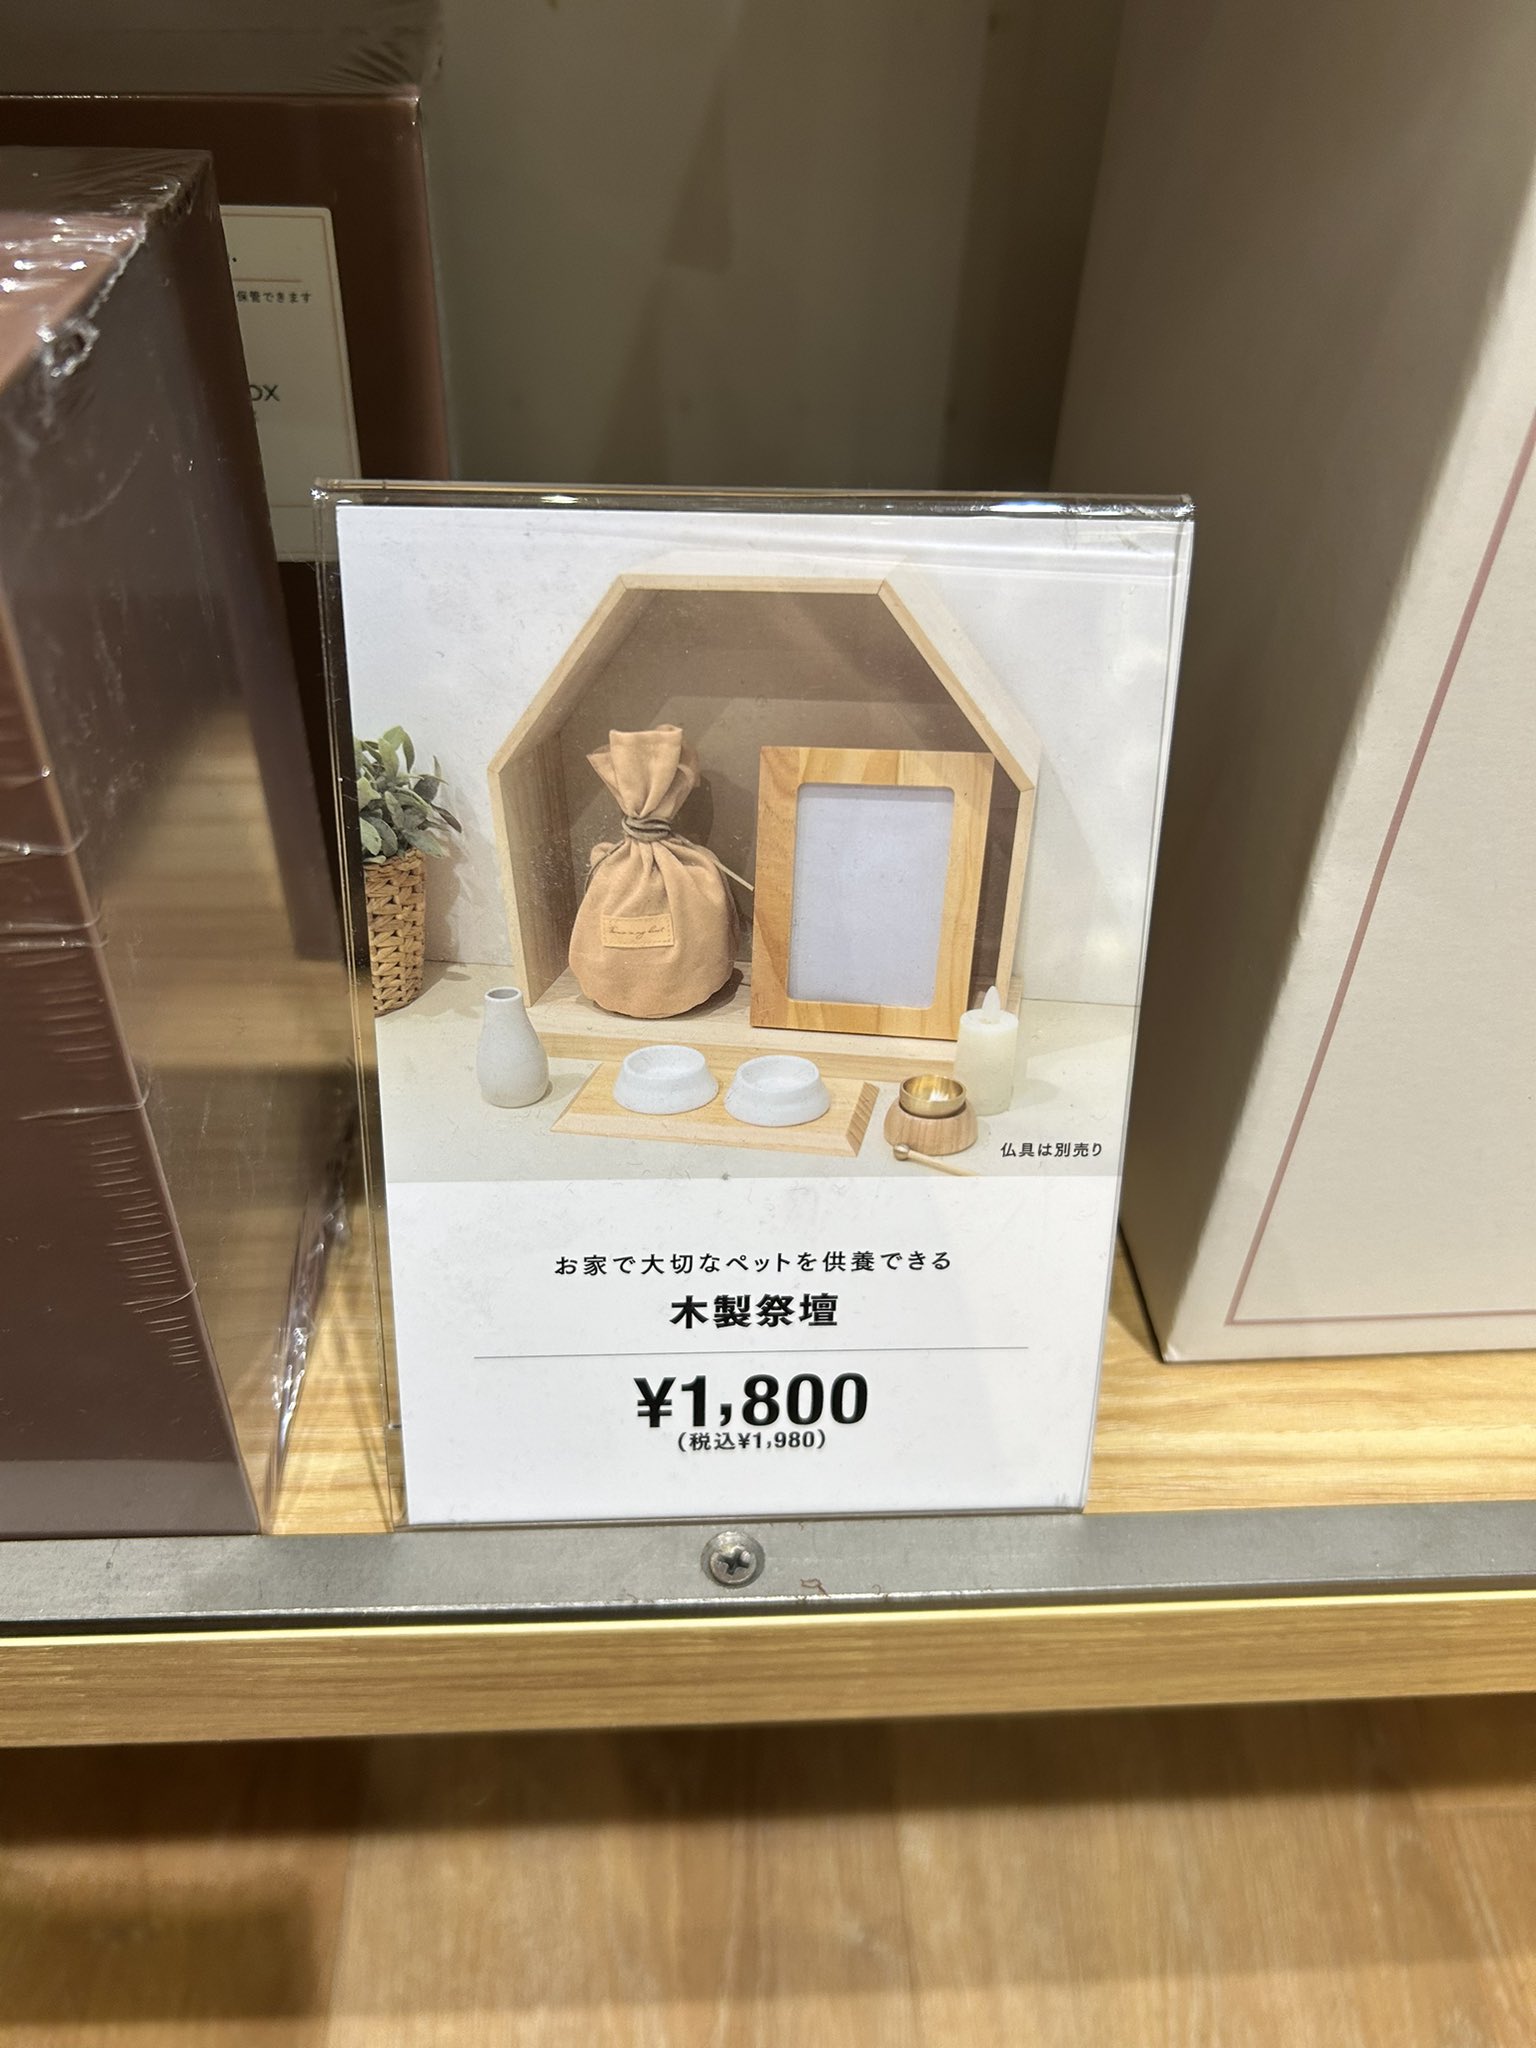 保管できます
OX
仏具は別売り
お家で大切なペットを供養できる
木製祭壇
¥1,800
(税込¥1,980)